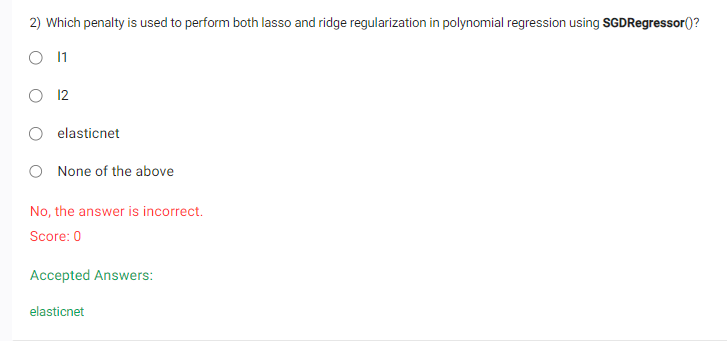 2) Which penalty is used to perform both lasso and ridge regularization in polynomial regression using SGDRegressor()?
l1
l2
elasticnet
None of the above
No, the answer is incorrect.
Score: 0
Accepted Answers:
elasticnet